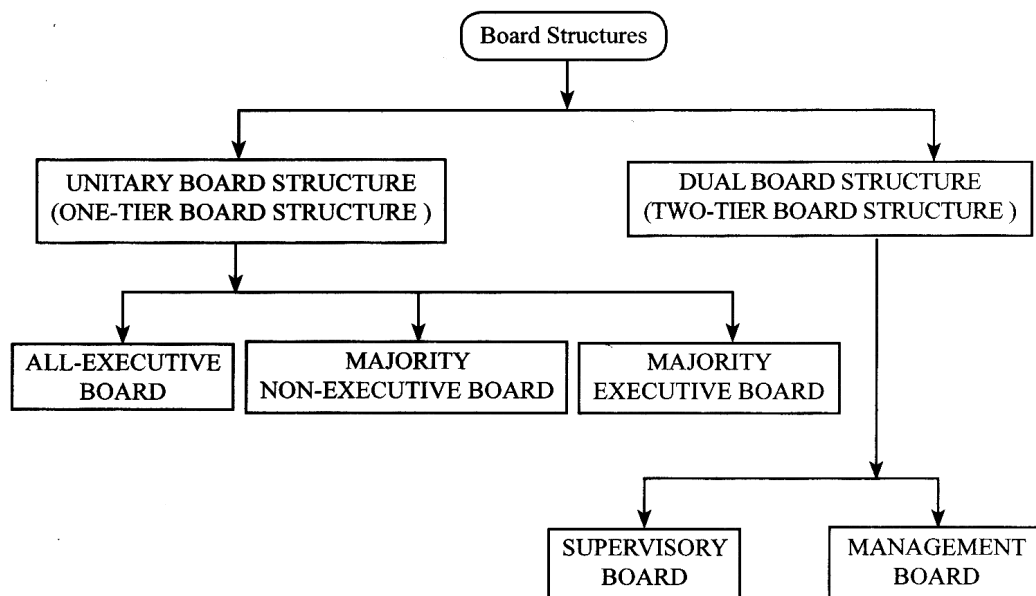 Board Structures
UNITARY BOARD STRUCTURE
(ONE-TIER BOARD STRUCTURE )
DUAL BOARD STRUCTURE
(TWO-TIER BOARD STRUCTURE )
ALL-EXECUTIVE
BOARD
MAJORITY
NON-EXECUTIVE BOARD
MAJORITY
EXECUTIVE BOARD
SUPERVISORY
BOARD
MANAGEMENT
BOARD